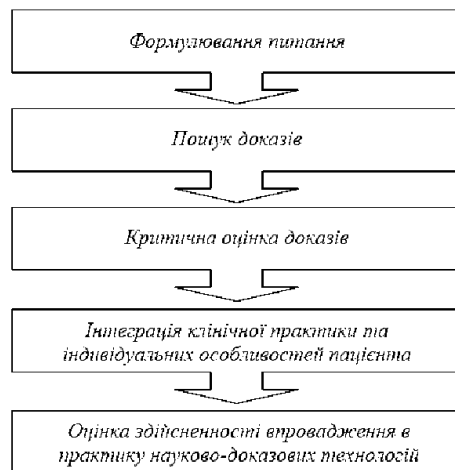 Формулювання питання
Пошук доказів
Критична оцінка доказів
Інтеграція клінічної практики та
індивідуальних особливостей пацієнта
Оцінка здійсненності впровадження в
практику науково-доказових технологій